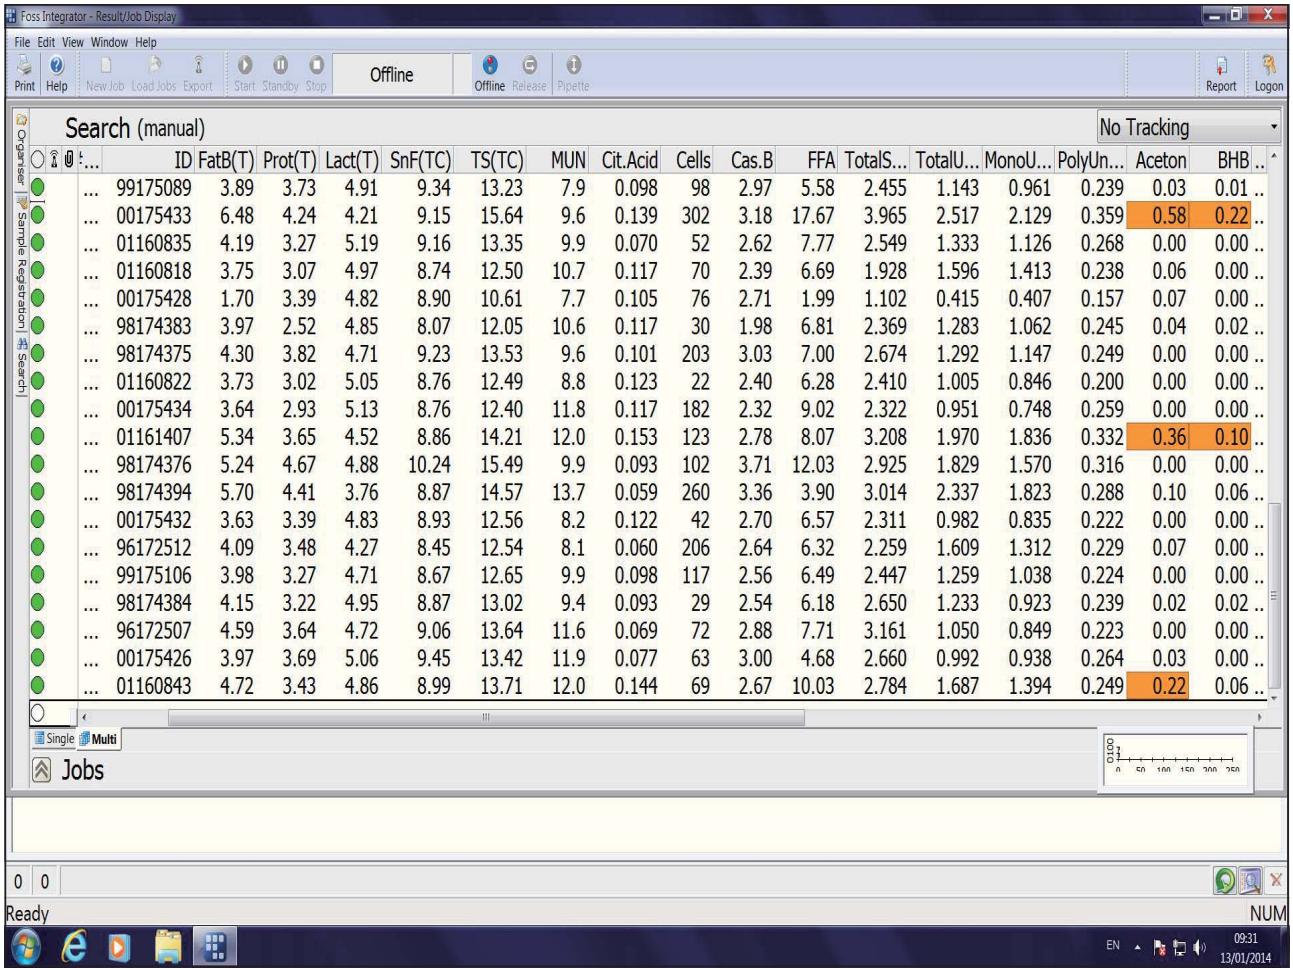 Foss Integrator - Result/Job Display
File Edit View Window Help
Print Help New Job Load Jobs Export Start Standby Stop Offline Offline Release Pipette Report Logon
Organiser
Sample Registration
Search
Search (manual) No Tracking
... ID FatB(T) Prot(T) Lact(T) SnF(TC) TS(TC) MUN Cit.Acid Cells Cas.B FFA TotalS... TotalU... MonoU... PolyUn... Aceton BHB ..
... 99175089 3.89 3.73 4.91 9.34 13.23 7.9 0.098 98 2.97 5.58 2.455 1.143 0.961 0.239 0.03 0.01 ..
... 00175433 6.48 4.24 4.21 9.15 15.64 9.6 0.139 302 3.18 17.67 3.965 2.517 2.129 0.359 0.58 0.22 ..
... 01160835 4.19 3.27 5.19 9.16 13.35 9.9 0.070 52 2.62 7.77 2.549 1.333 1.126 0.268 0.00 0.00 ..
... 01160818 3.75 3.07 4.97 8.74 12.50 10.7 0.117 70 2.39 6.69 1.928 1.596 1.413 0.238 0.06 0.00 ..
... 00175428 1.70 3.39 4.82 8.90 10.61 7.7 0.105 76 2.71 1.99 1.102 0.415 0.407 0.157 0.07 0.00 ..
... 98174383 3.97 2.52 4.85 8.07 12.05 10.6 0.117 30 1.98 6.81 2.369 1.283 1.062 0.245 0.04 0.02 ..
... 98174375 4.30 3.82 4.71 9.23 13.53 9.6 0.101 203 3.03 7.00 2.674 1.292 1.147 0.249 0.00 0.00 ..
... 01160822 3.73 3.02 5.05 8.76 12.49 8.8 0.123 22 2.40 6.28 2.410 1.005 0.846 0.200 0.00 0.00 ..
... 00175434 3.64 2.93 5.13 8.76 12.40 11.8 0.117 182 2.32 9.02 2.322 0.951 0.748 0.259 0.00 0.00 ..
... 01161407 5.34 3.65 4.52 8.86 14.21 12.0 0.153 123 2.78 8.07 3.208 1.970 1.836 0.332 0.36 0.10 ..
... 98174376 5.24 4.67 4.88 10.24 15.49 9.9 0.093 102 3.71 12.03 2.925 1.829 1.570 0.316 0.00 0.00 ..
... 98174394 5.70 4.41 3.76 8.87 14.57 13.7 0.059 260 3.36 3.90 3.014 2.337 1.823 0.288 0.10 0.06 ..
... 00175432 3.63 3.39 4.83 8.93 12.56 8.2 0.122 42 2.70 6.57 2.311 0.982 0.835 0.222 0.00 0.00 ..
... 96172512 4.09 3.48 4.27 8.45 12.54 8.1 0.060 206 2.64 6.32 2.259 1.609 1.312 0.229 0.07 0.00 ..
... 99175106 3.98 3.27 4.71 8.67 12.65 9.9 0.098 117 2.56 6.49 2.447 1.259 1.038 0.224 0.00 0.00 ..
... 98174384 4.15 3.22 4.95 8.87 13.02 9.4 0.093 29 2.54 6.18 2.650 1.233 0.923 0.239 0.02 0.02 ..
... 96172507 4.59 3.64 4.72 9.06 13.64 11.6 0.069 72 2.88 7.71 3.161 1.050 0.849 0.223 0.00 0.00 ..
... 00175426 3.97 3.69 5.06 9.45 13.42 11.9 0.077 63 3.00 4.68 2.660 0.992 0.938 0.264 0.03 0.00 ..
... 01160843 4.72 3.43 4.86 8.99 13.71 12.0 0.144 69 2.67 10.03 2.784 1.687 1.394 0.249 0.22 0.06 ..
Single Multi
Jobs
0 50 100 150 200 250
0 0
Ready NUM
EN 09:31
13/01/2014